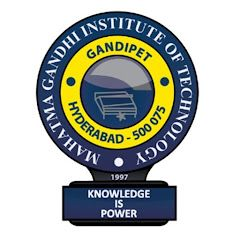 MAHATMA GANDHI INSTITUTE OF TECHNOLOGY
GANDIPET
HYDERABAD - 500 075
1997
KNOWLEDGE
IS
POWER